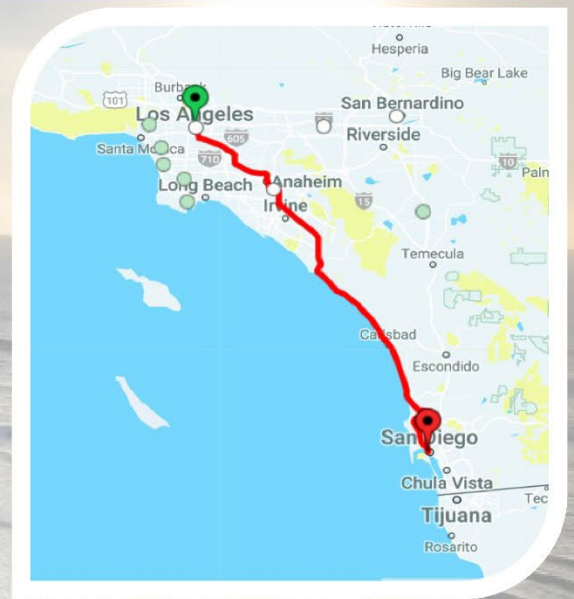 Hesperia
Big Bear Lake
Burbank
101
San Bernardino
Los Angeles
605
Riverside
Santa Monica
710
10
Palm
Anaheim
Long Beach
15
Irvine
Temecula
Carlsbad
Escondido
San Diego
Chula Vista
Tec
Tijuana
Rosarito